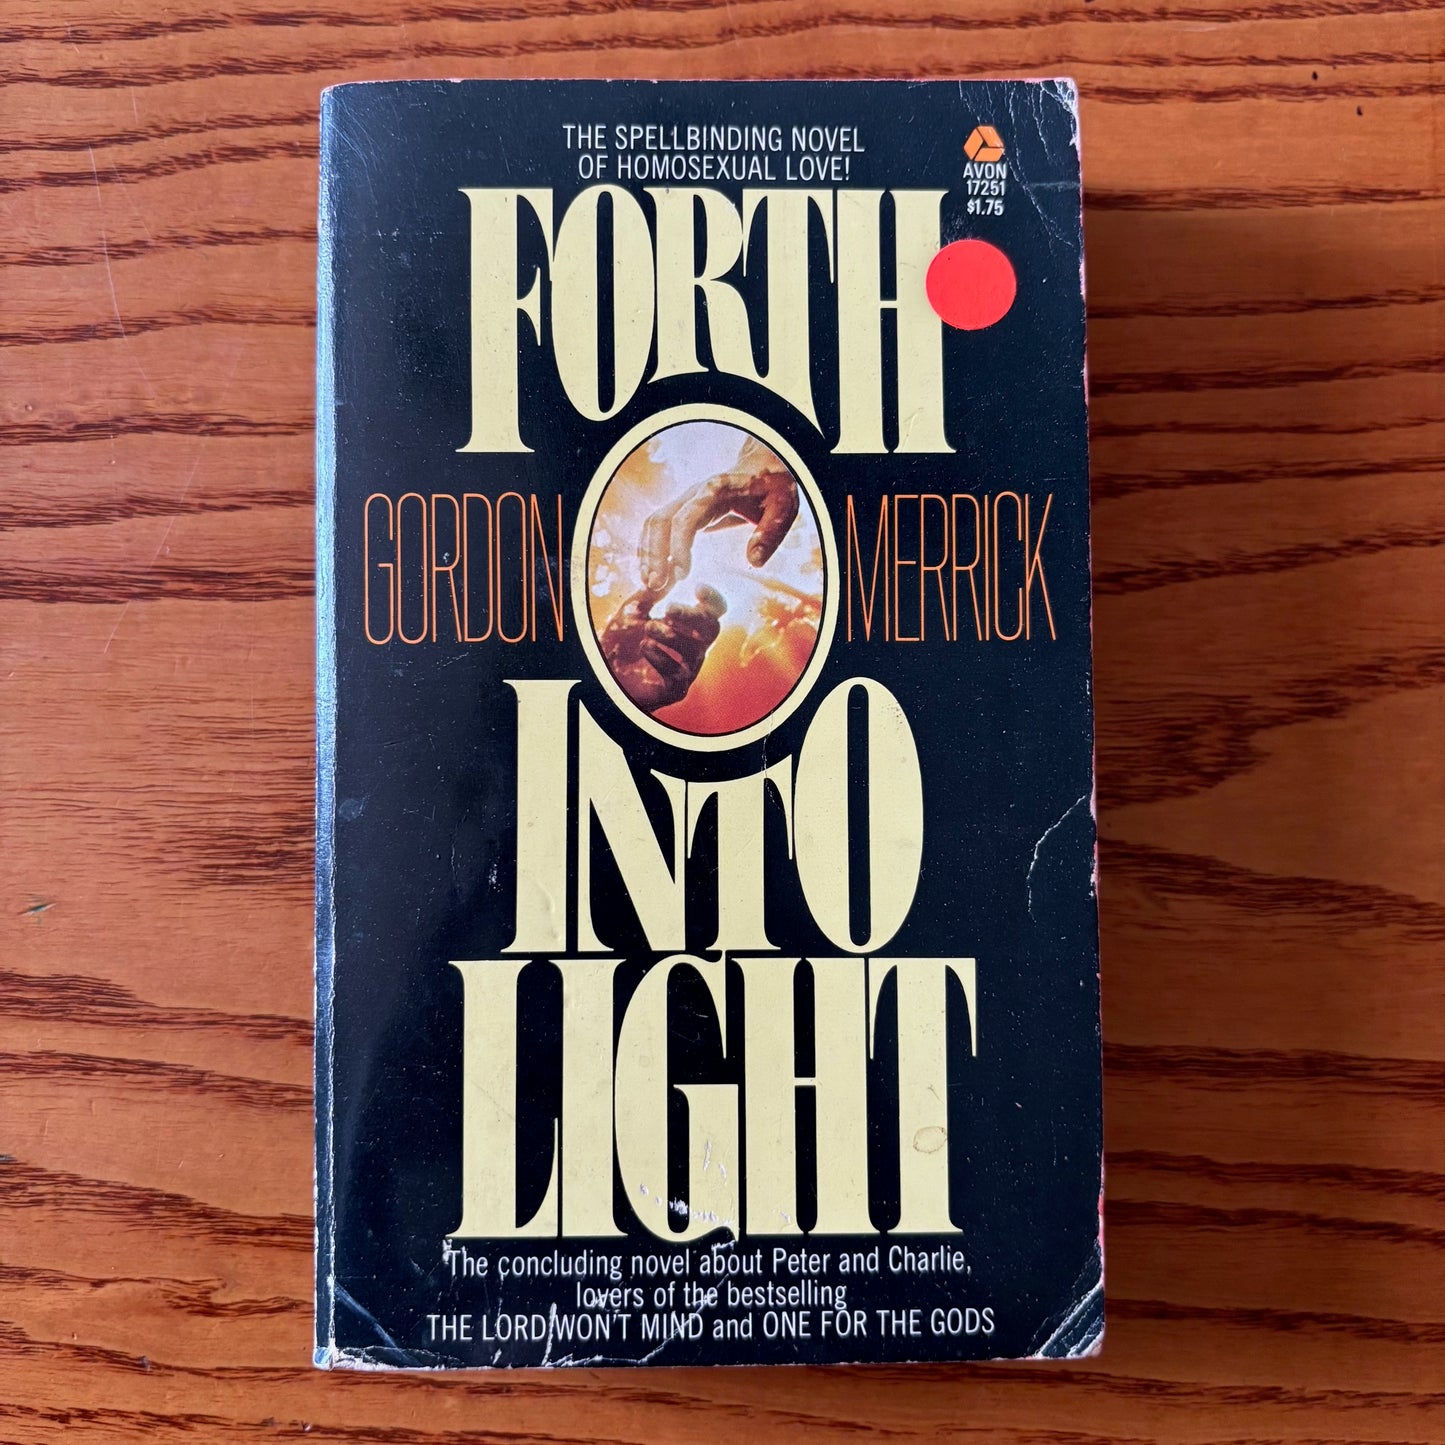 THE SPELLBINDING NOVEL
OF HOMOSEXUAL LOVE!
AVON
17251
$1.75
FORTH
GORDON MERRICK
INTO
LIGHT
The concluding novel about Peter and Charlie,
lovers of the bestselling
THE LORD WON'T MIND and ONE FOR THE GODS